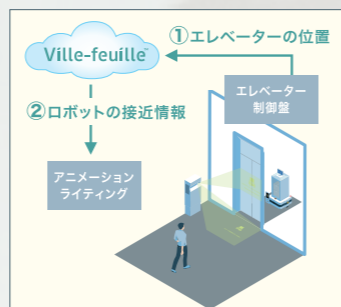 Ville-feuille™
①エレベーターの位置
エレベーター
制御盤
②ロボットの接近情報
アニメーション
ライティング